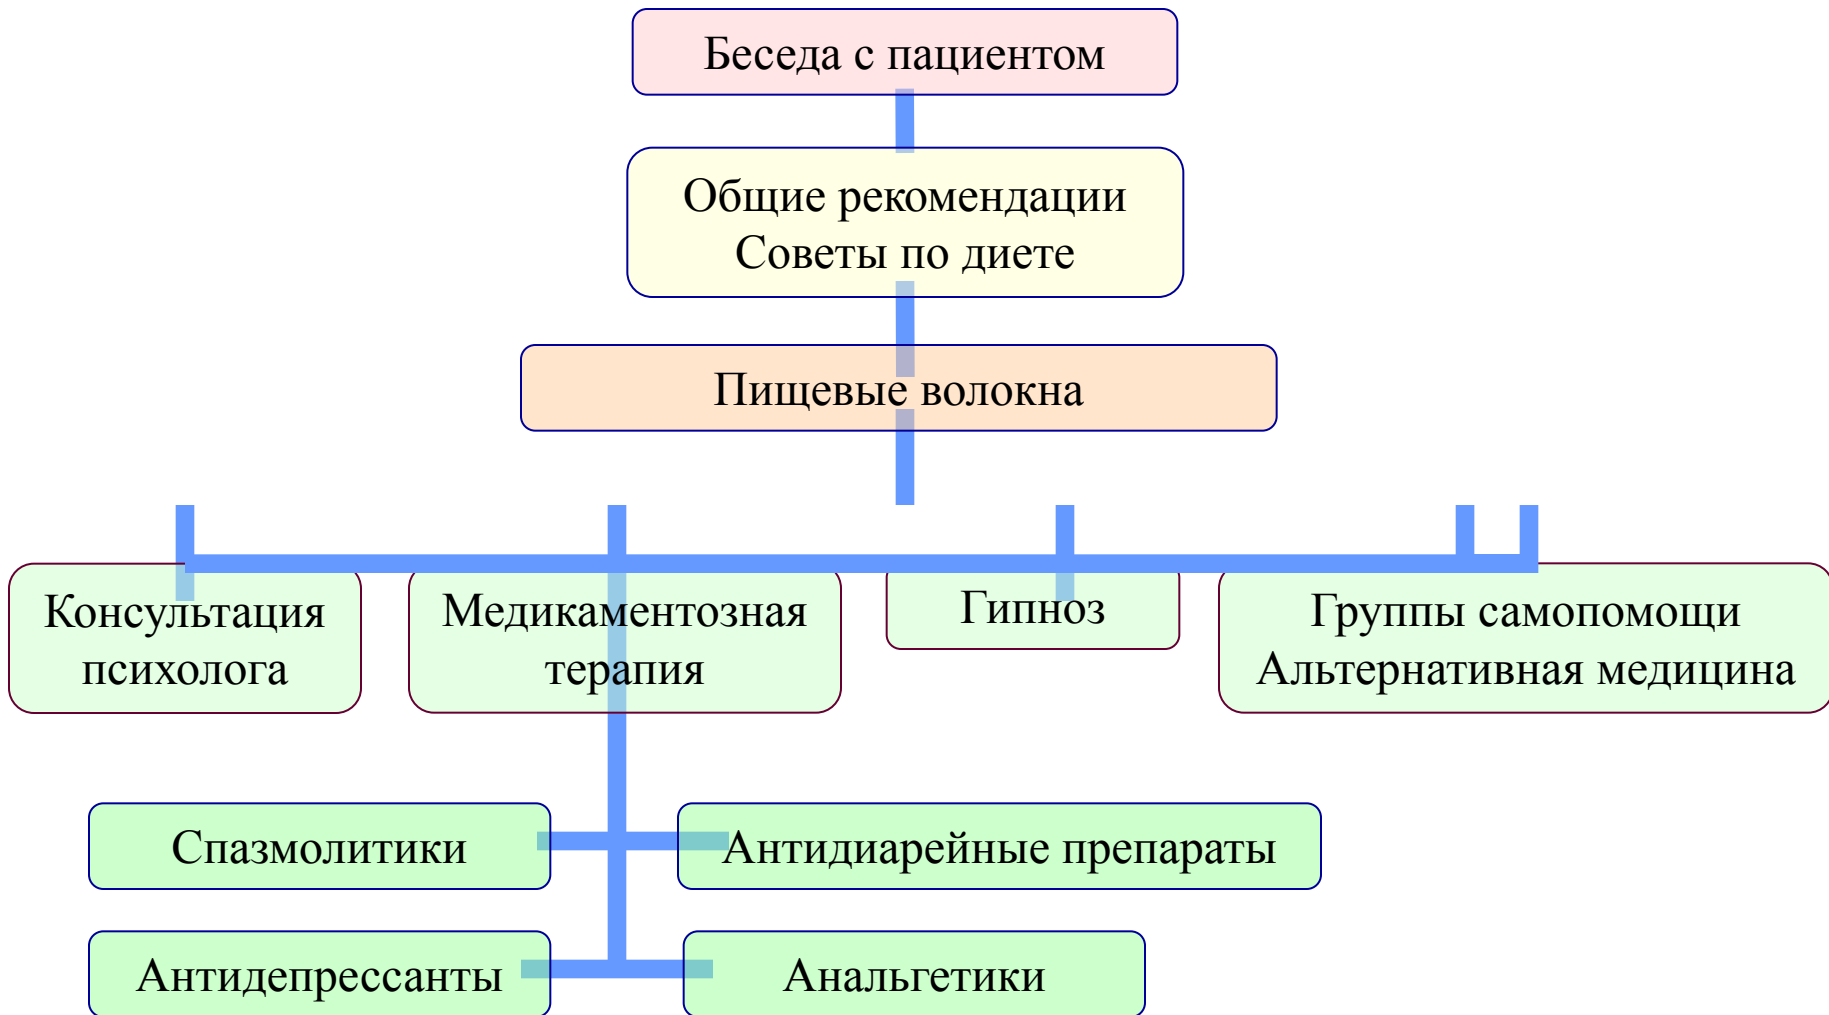 Беседа с пациентом
Общие рекомендации
Советы по диете
Пищевые волокна
Консультация
психолога
Медикаментозная
терапия
Гипноз
Группы самопомощи
Альтернативная медицина
Спазмолитики
Антидиарейные препараты
Антидепрессанты
Анальгетики